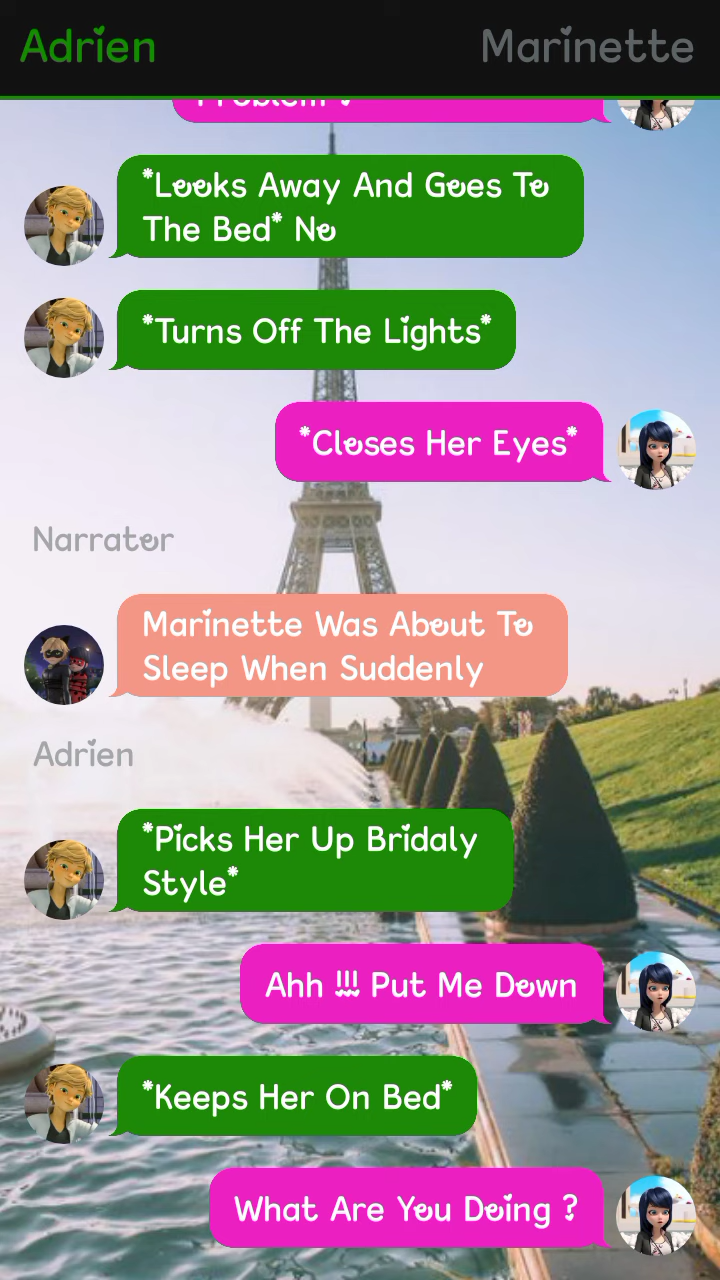 Adrien
Marinette
*Looks Away And Goes To
The Bed* No
*Turns Off The Lights*
*Closes Her Eyes*
Narrator
Marinette Was About To
Sleep When Suddenly
Adrien
*Picks Her Up Bridaly
Style*
Ahh !!! Put Me Down
*Keeps Her On Bed*
What Are You Doing ?